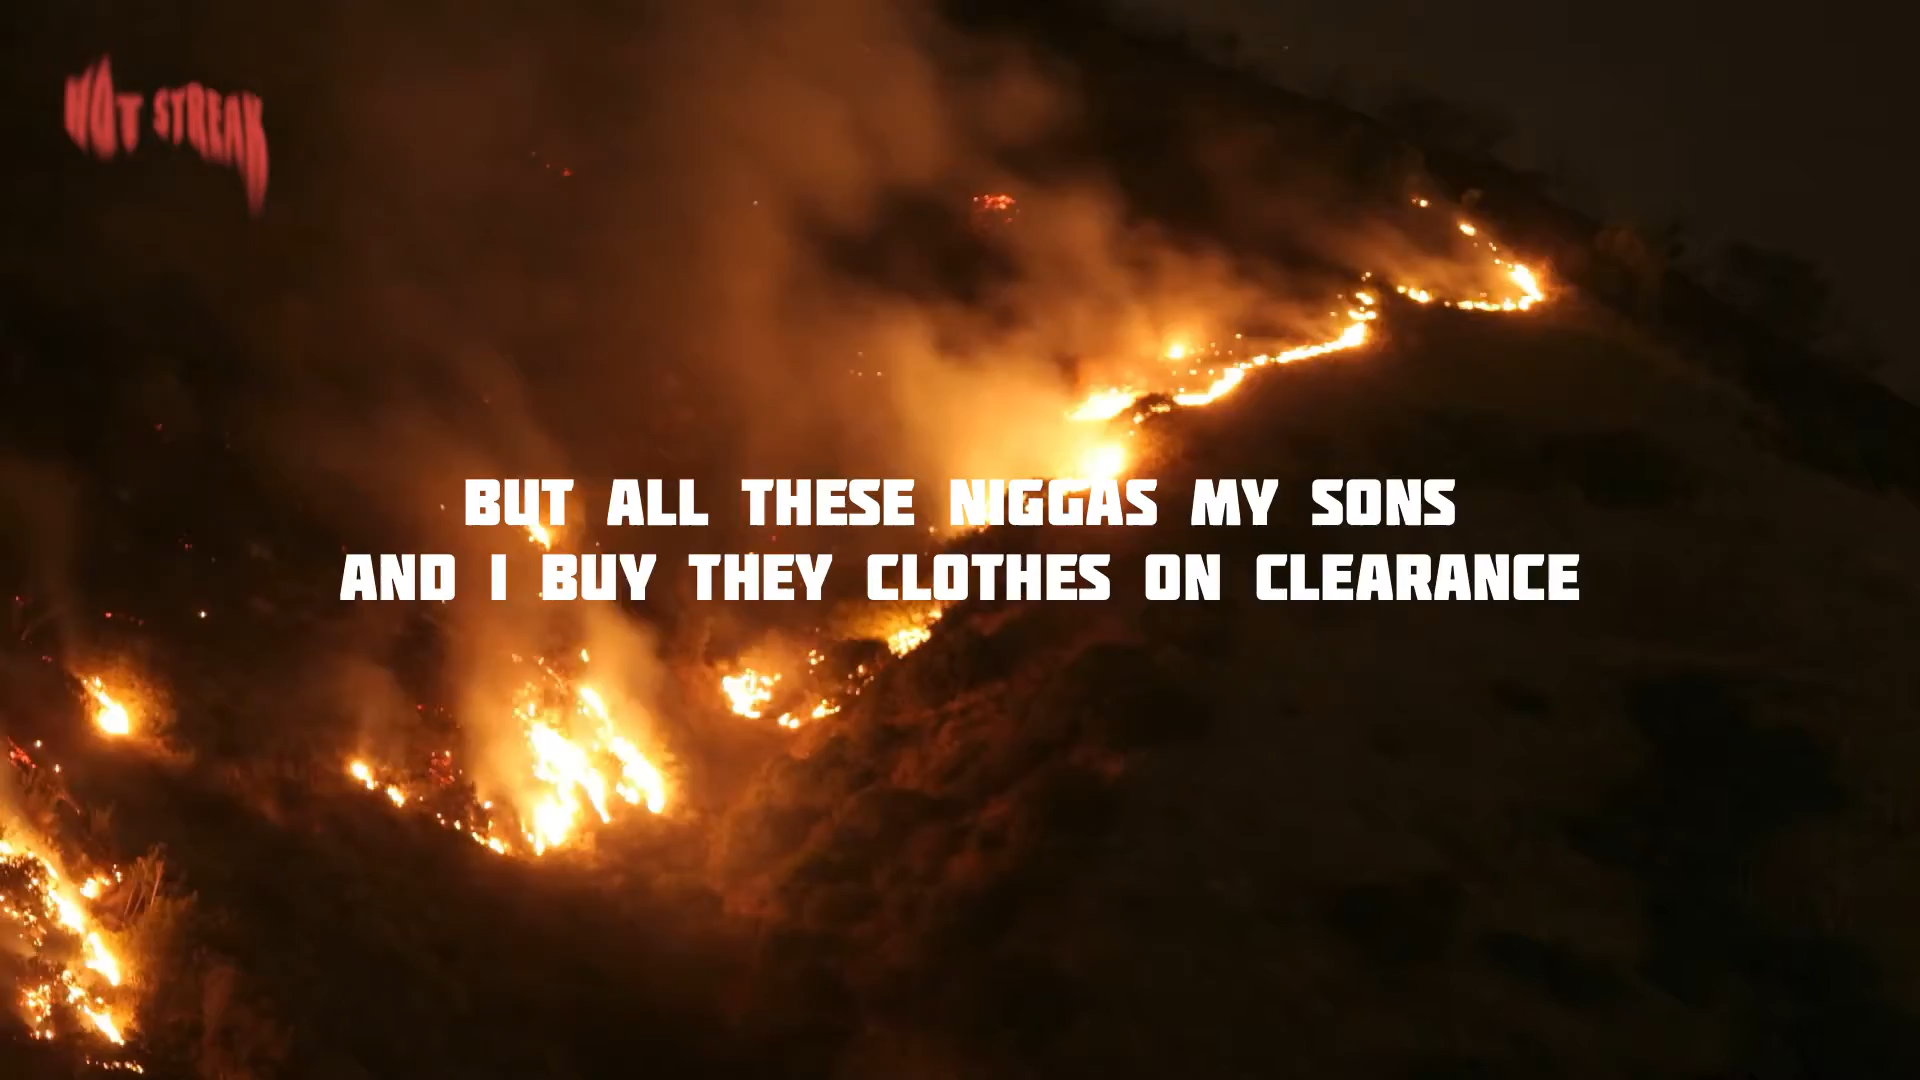 HOT STREAK
BUT ALL THESE NIGGAS MY SONS
AND I BUY THEY CLOTHES ON CLEARANCE